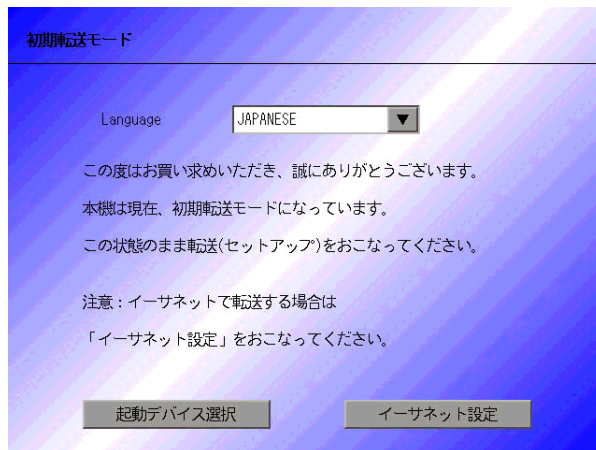 初期転送モード
Language JAPANESE ▼
この度はお買い求めいただき、誠にありがとうございます。
本機は現在、初期転送モードになっています。
この状態のまま転送(セットアップ)をおこなってください。
注意：イーサネットで転送する場合は
「イーサネット設定」をおこなってください。
起動デバイス選択 イーサネット設定